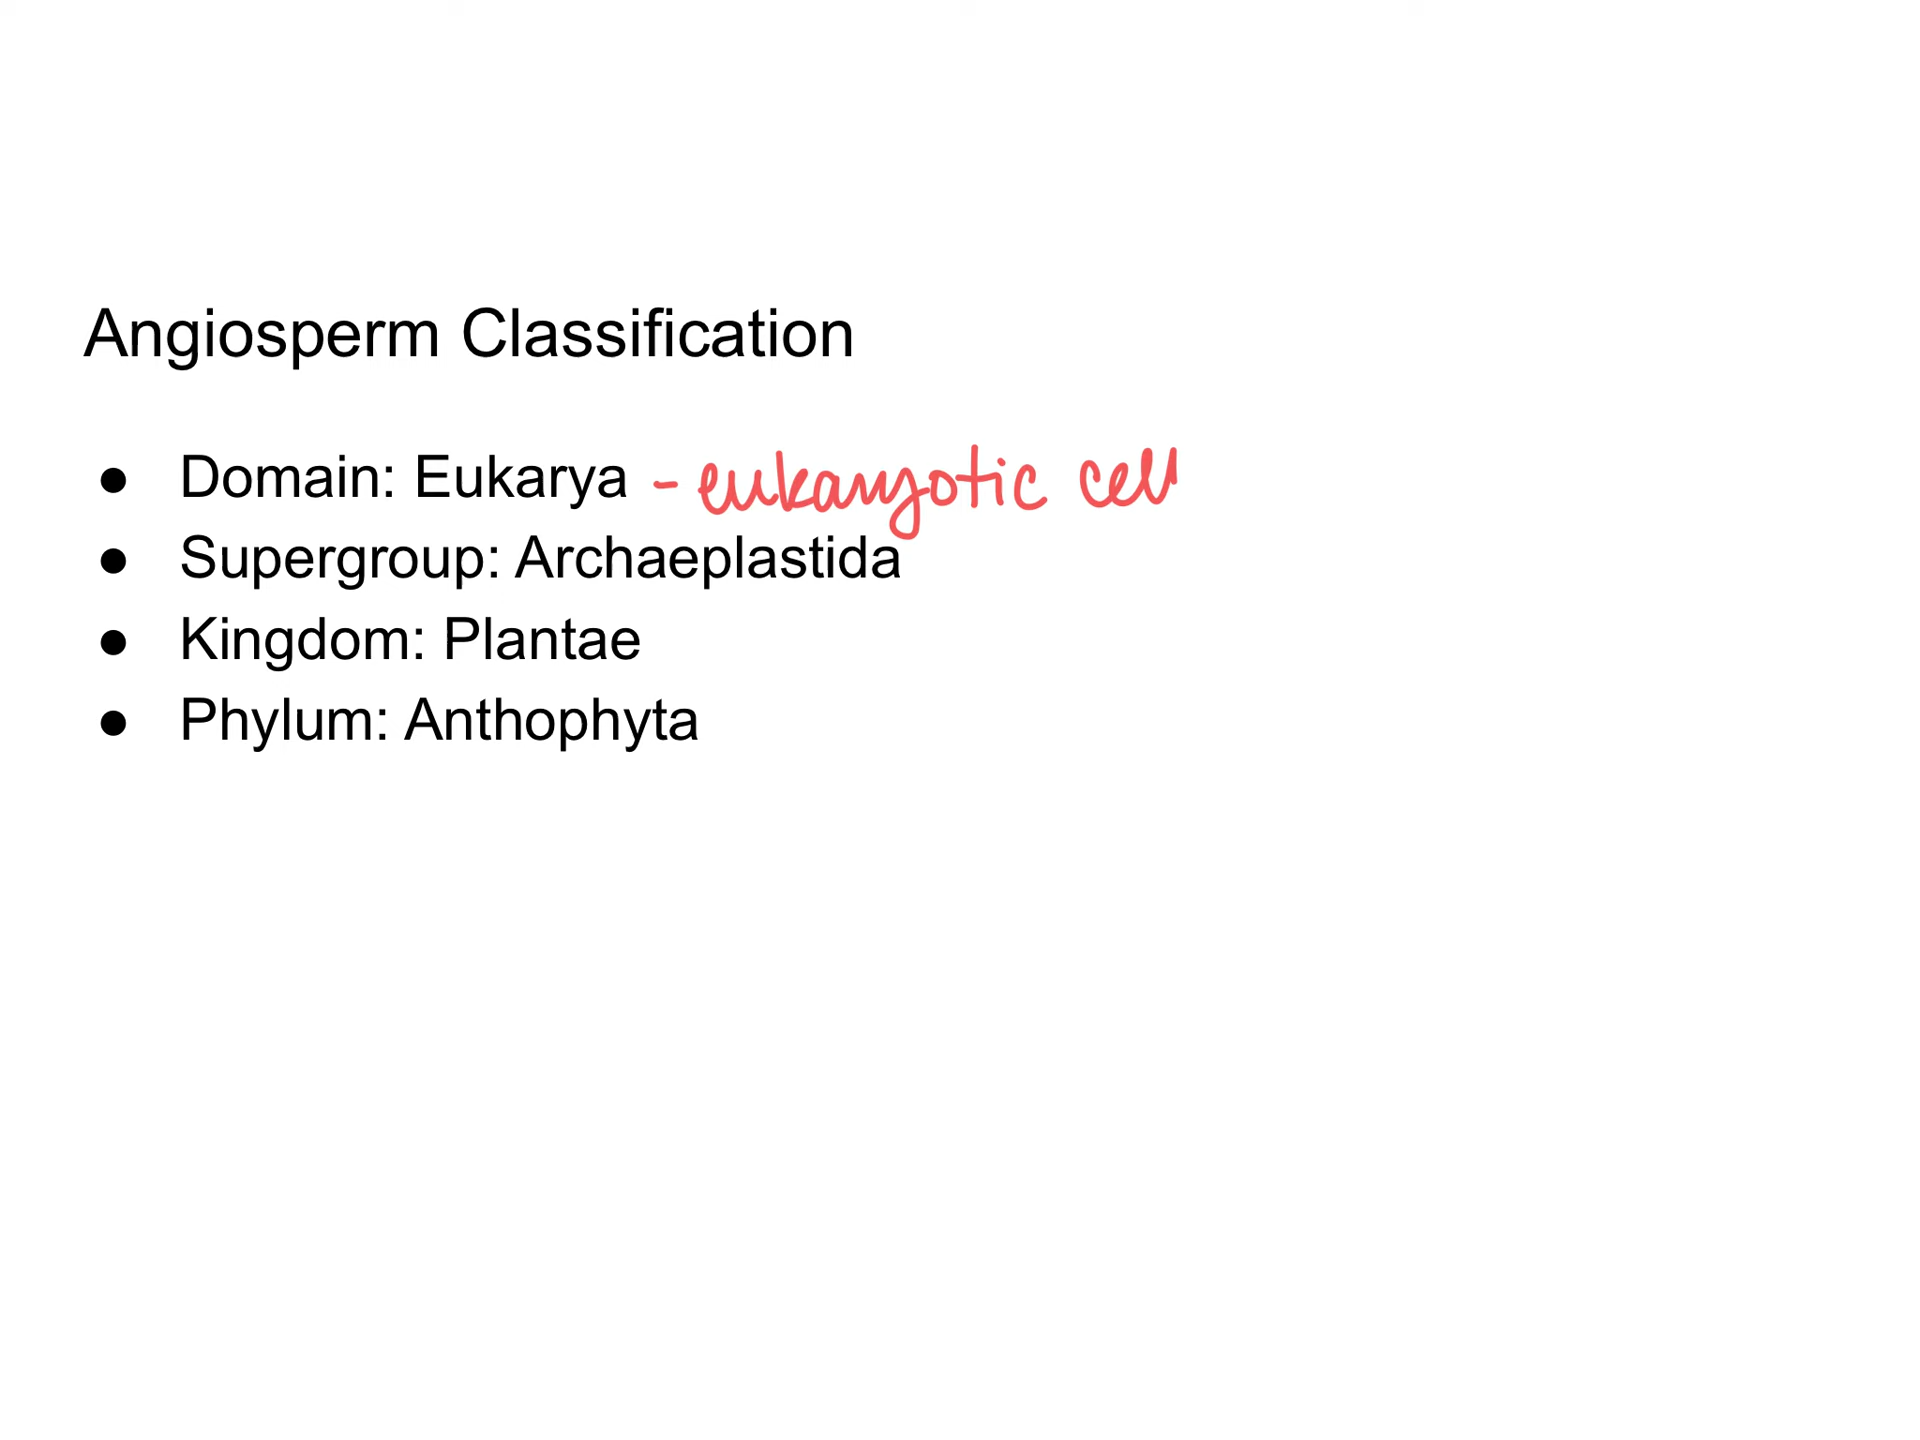 Angiosperm Classification
● Domain: Eukarya - eukaryotic cell
● Supergroup: Archaeplastida
● Kingdom: Plantae
● Phylum: Anthophyta